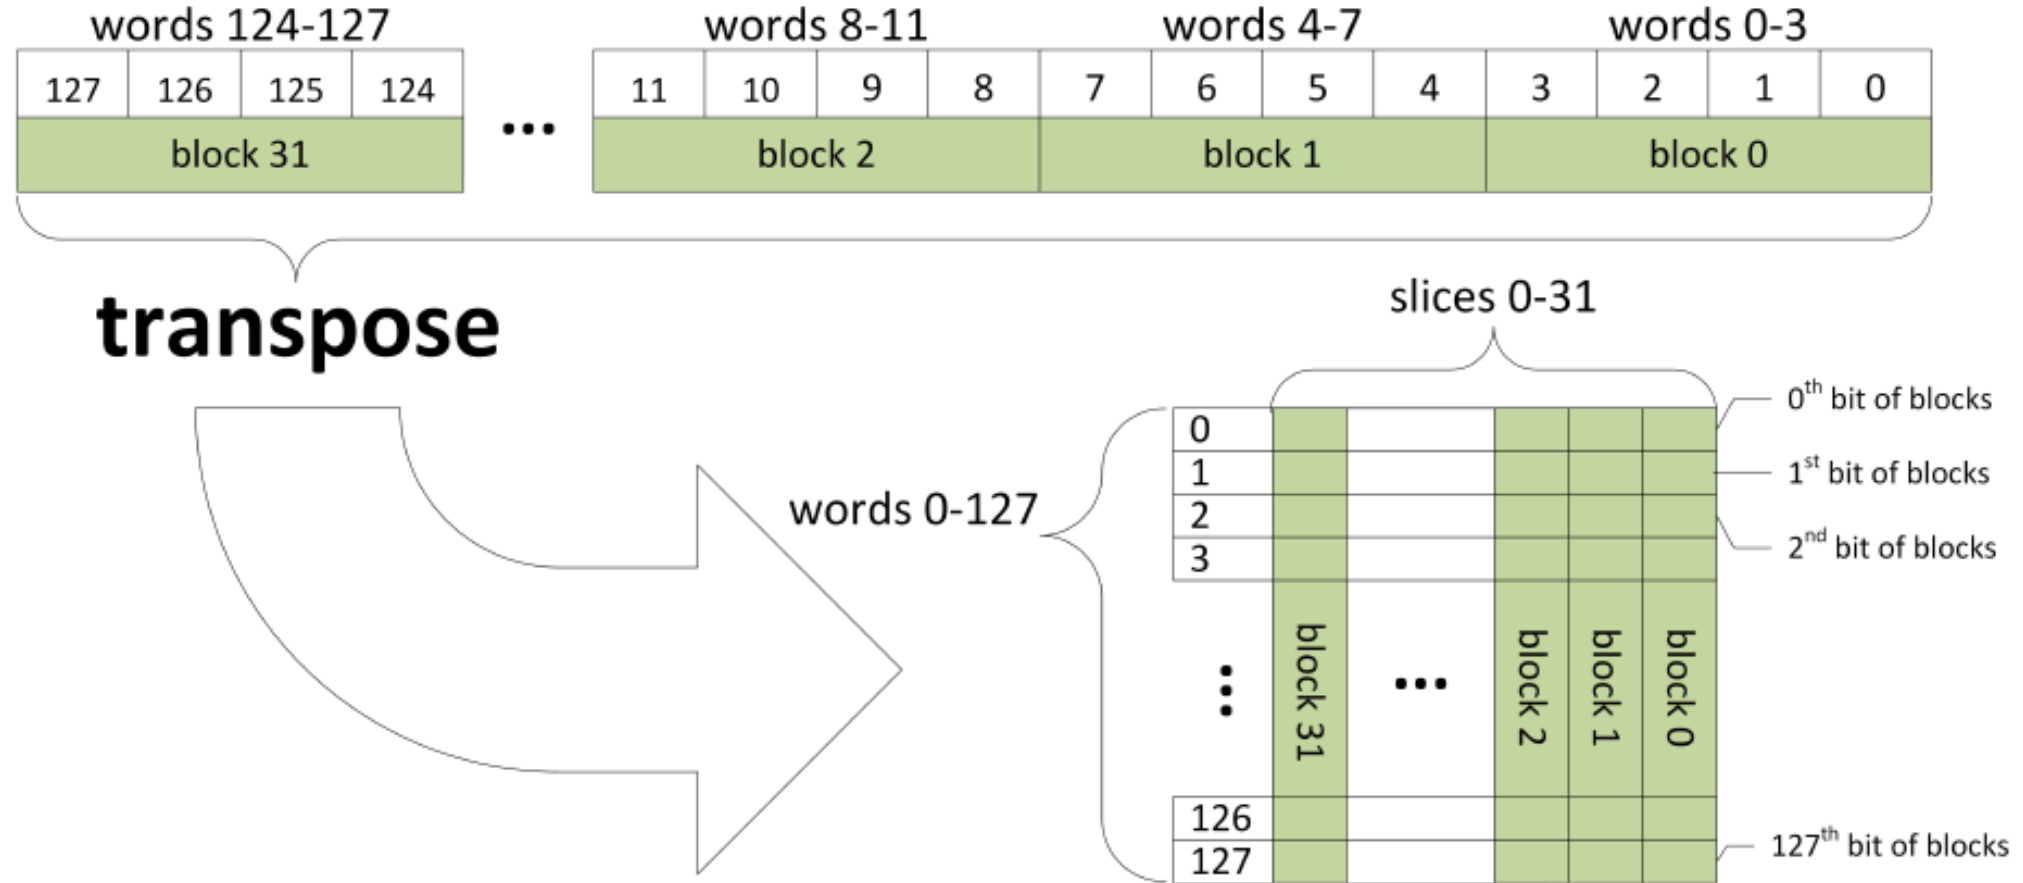 words 124-127 words 8-11 words 4-7 words 0-3
127 126 125 124 ... 11 10 9 8 7 6 5 4 3 2 1 0
block 31 block 2 block 1 block 0
transpose
slices 0-31
words 0-127
0
1
2
3
⋮
126
127
block 31 ... block 2 block 1 block 0
0th bit of blocks
1st bit of blocks
2nd bit of blocks
127th bit of blocks